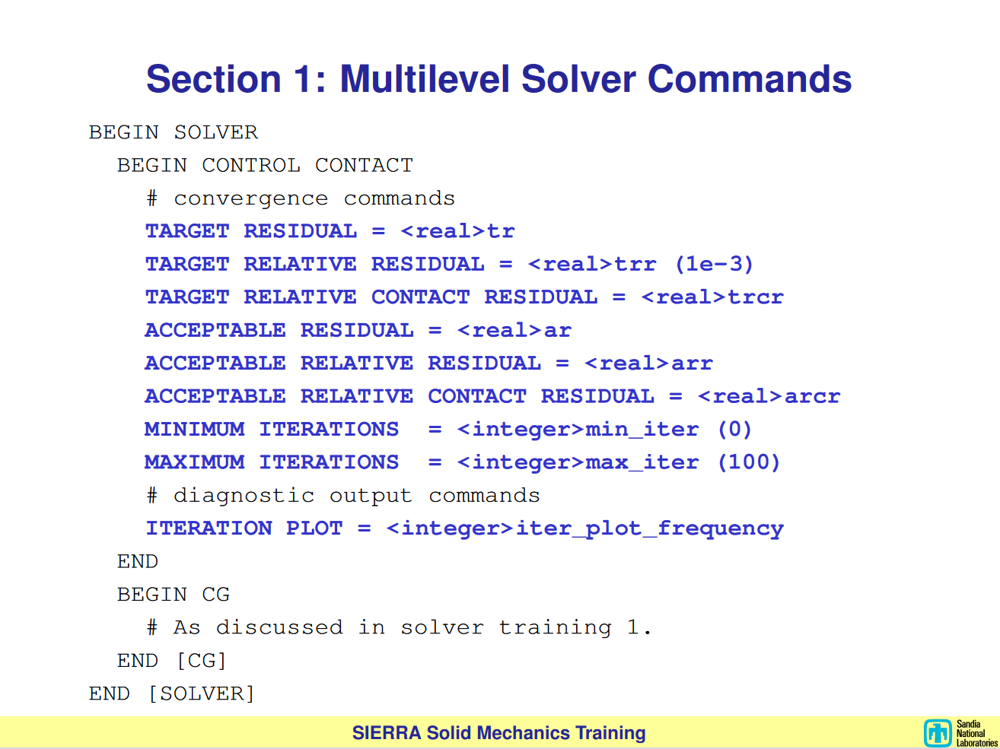 Section 1: Multilevel Solver Commands
BEGIN SOLVER
BEGIN CONTROL CONTACT
# convergence commands
TARGET RESIDUAL = <real>tr
TARGET RELATIVE RESIDUAL = <real>trr (1e-3)
TARGET RELATIVE CONTACT RESIDUAL = <real>trcr
ACCEPTABLE RESIDUAL = <real>ar
ACCEPTABLE RELATIVE RESIDUAL = <real>arr
ACCEPTABLE RELATIVE CONTACT RESIDUAL = <real>arcr
MINIMUM ITERATIONS  = <integer>min_iter (0)
MAXIMUM ITERATIONS  = <integer>max_iter (100)
# diagnostic output commands
ITERATION PLOT = <integer>iter_plot_frequency
END
BEGIN CG
# As discussed in solver training 1.
END [CG]
END [SOLVER]
SIERRA Solid Mechanics Training
Sandia
National
Laboratories